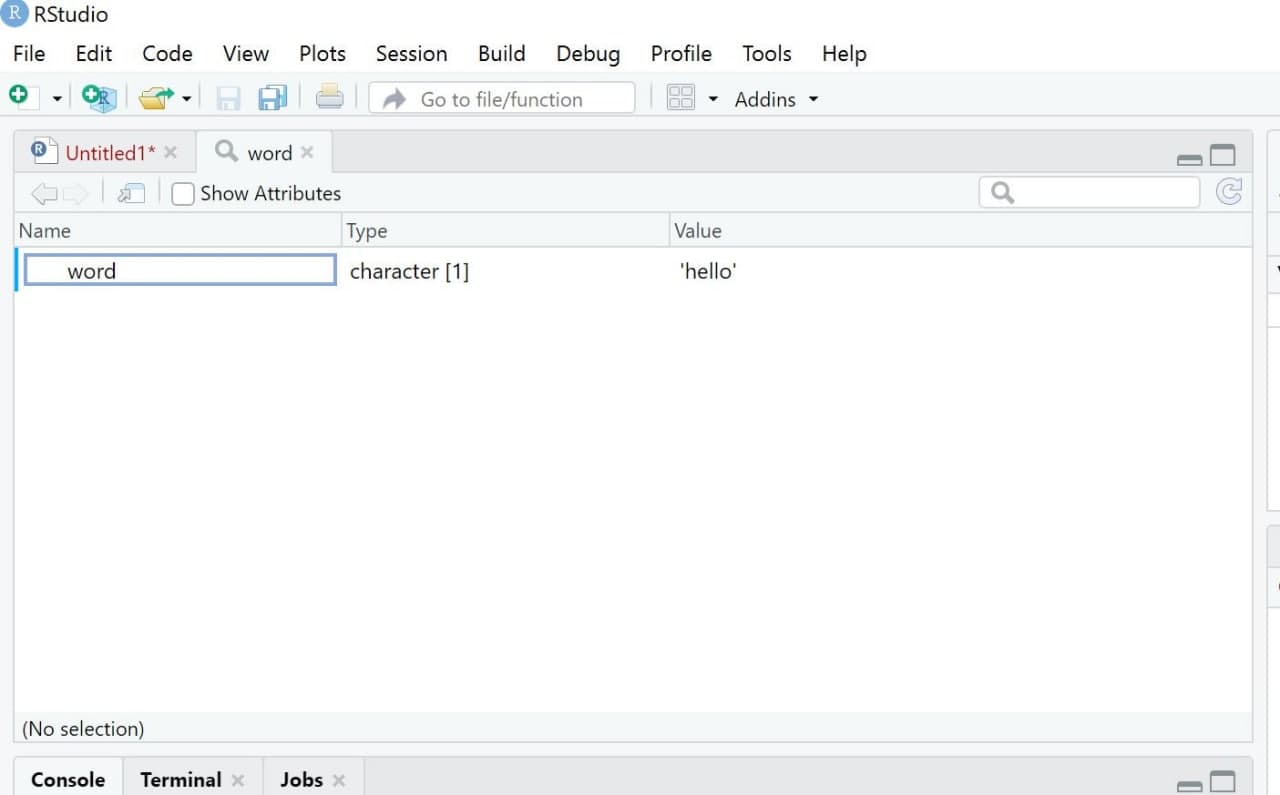 R RStudio
File Edit Code View Plots Session Build Debug Profile Tools Help
R Go to file/function Addins
R Untitled1* word
Show Attributes
Name Type Value
word character [1] 'hello'
(No selection)
Console Terminal Jobs